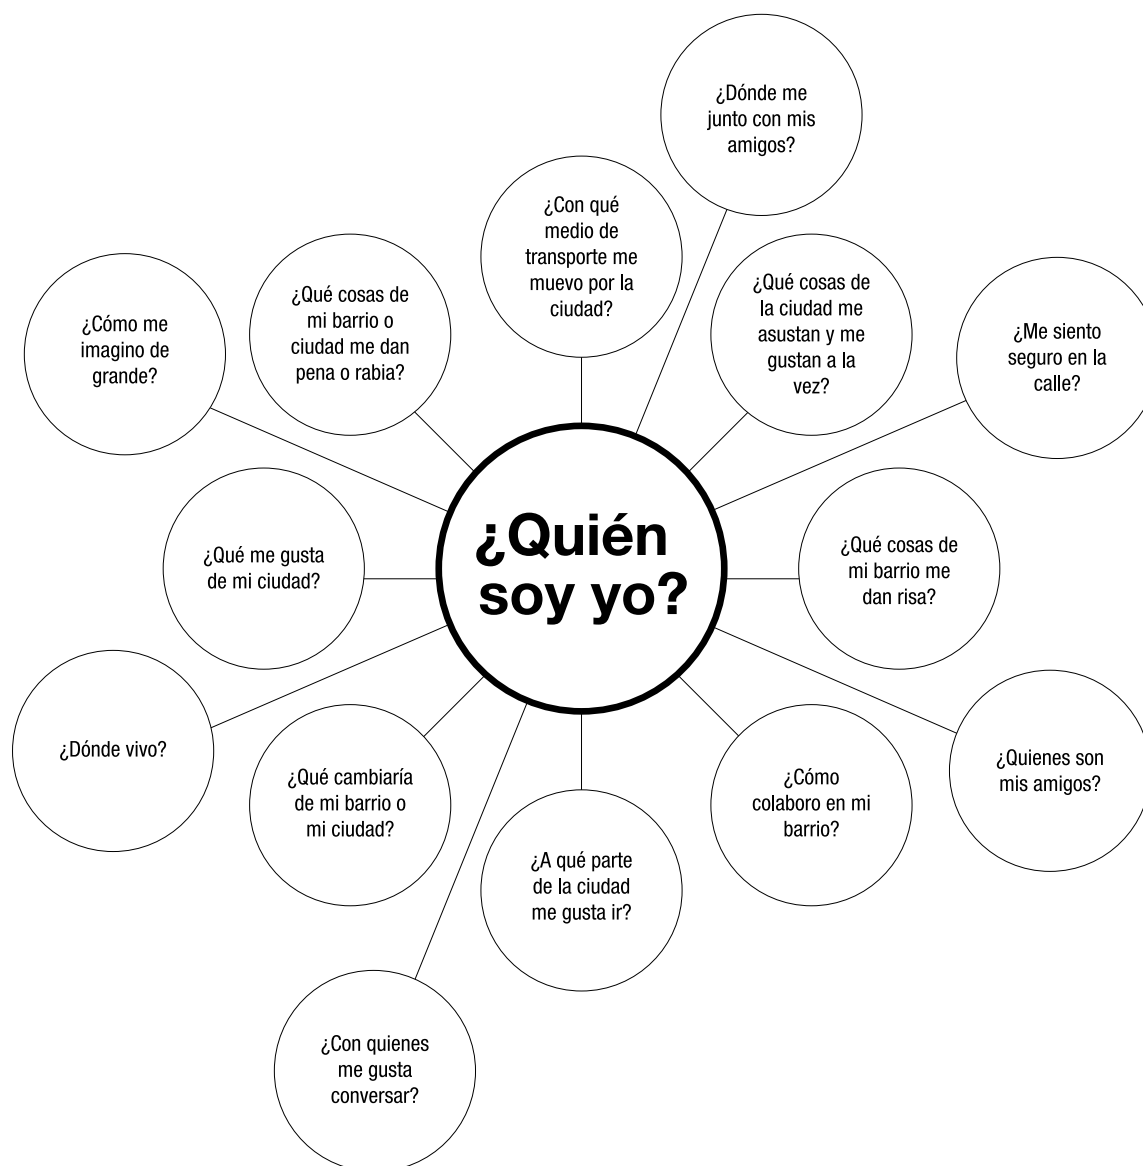 ¿Dónde me
junto con mis
amigos?
¿Con qué
medio de
transporte me
muevo por la
ciudad?
¿Qué cosas de
mi barrio o
ciudad me dan
pena o rabia?
¿Qué cosas de
la ciudad me
asustan y me
gustan a la
vez?
¿Cómo me
imagino de
grande?
¿Me siento
seguro en la
calle?
¿Quién
soy yo?
¿Qué me gusta
de mi ciudad?
¿Qué cosas de
mi barrio me
dan risa?
¿Dónde vivo?
¿Qué cambiaría
de mi barrio o
mi ciudad?
¿Cómo
colaboro en mi
barrio?
¿Quienes son
mis amigos?
¿A qué parte
de la ciudad
me gusta ir?
¿Con quienes
me gusta
conversar?